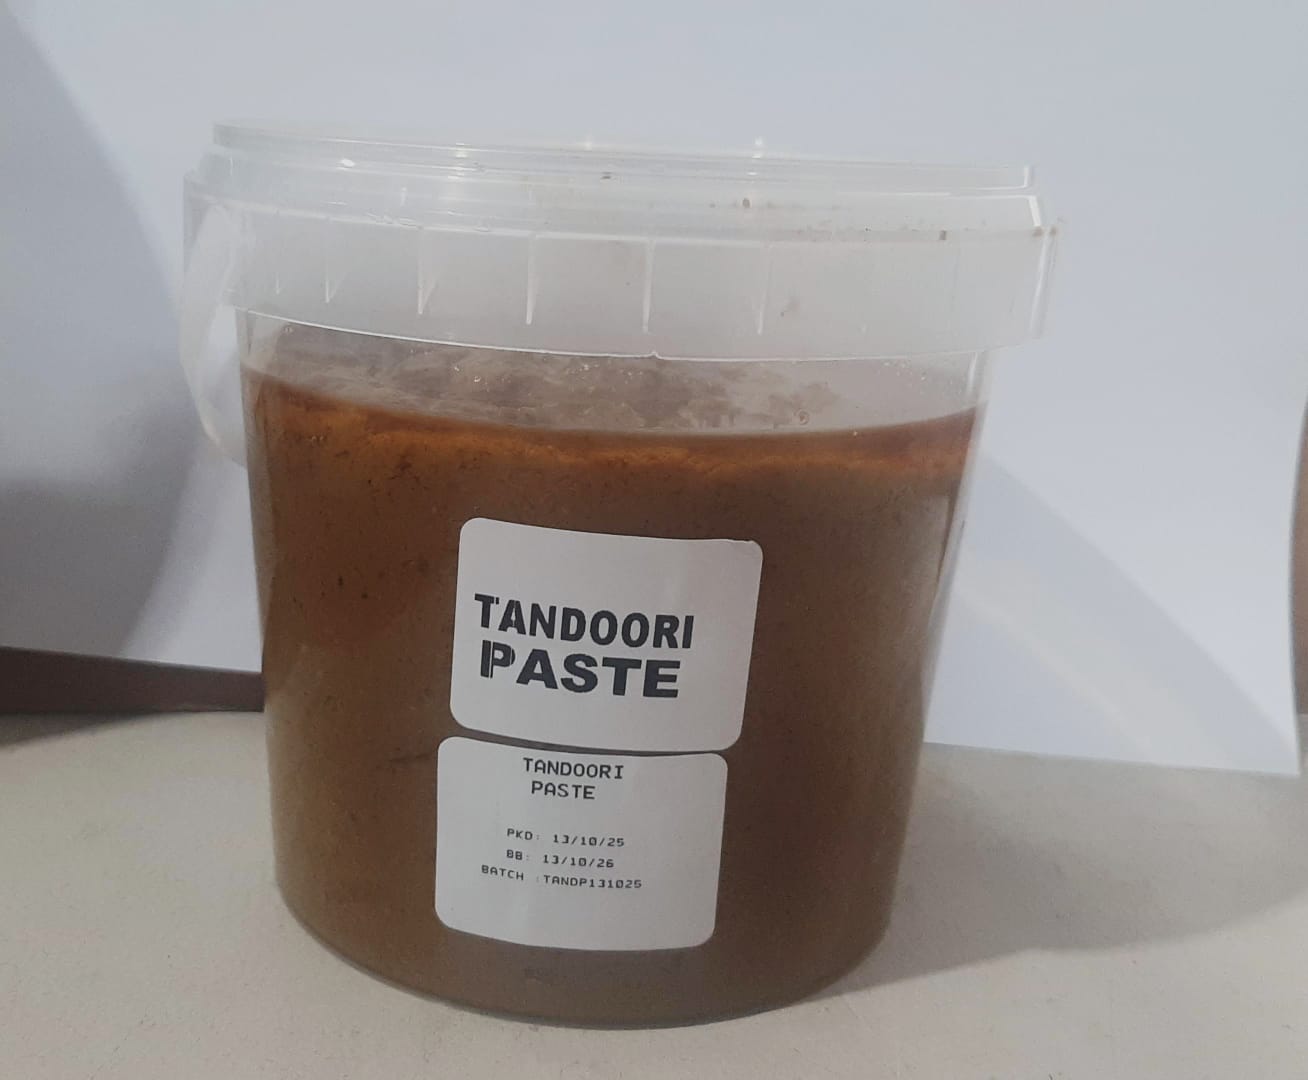 TANDOORI
PASTE
TANDOORI
PASTE
PKD: 13/10/25
BB: 13/10/26
BATCH :TANDP131025